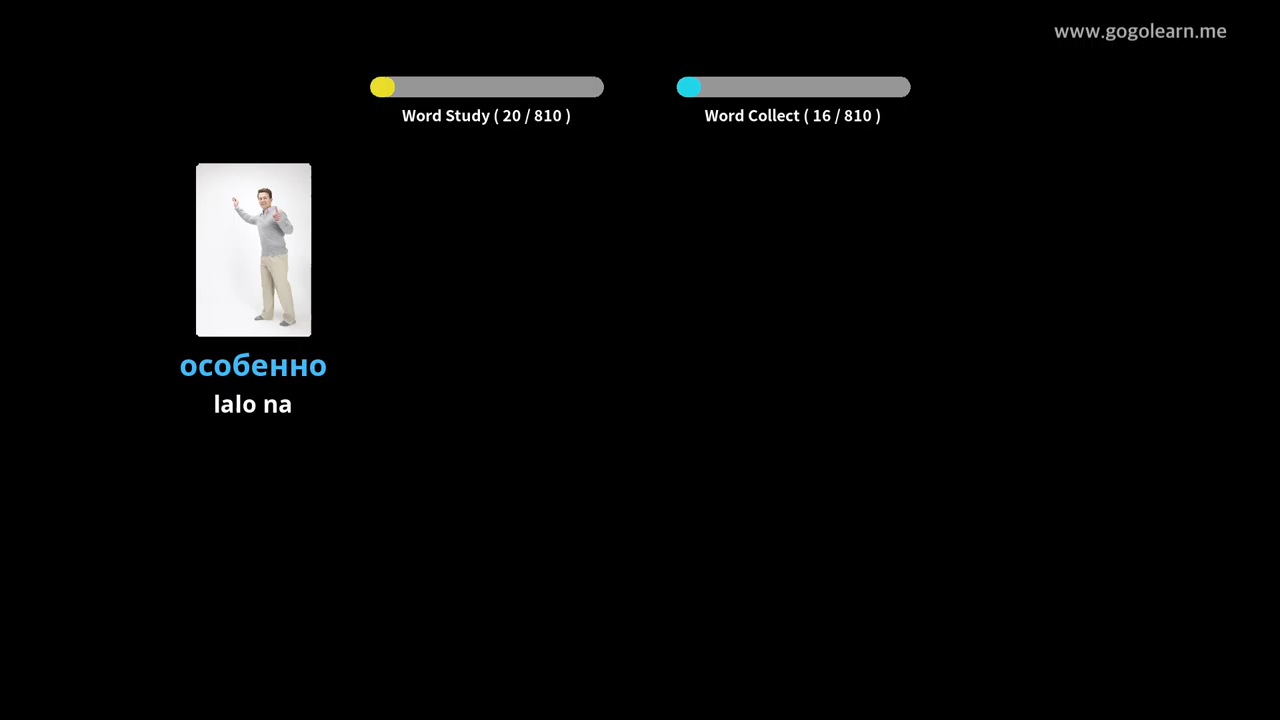 www.gogolearn.me
Word Study ( 20 / 810 )
Word Collect ( 16 / 810 )
особенно
lalo na